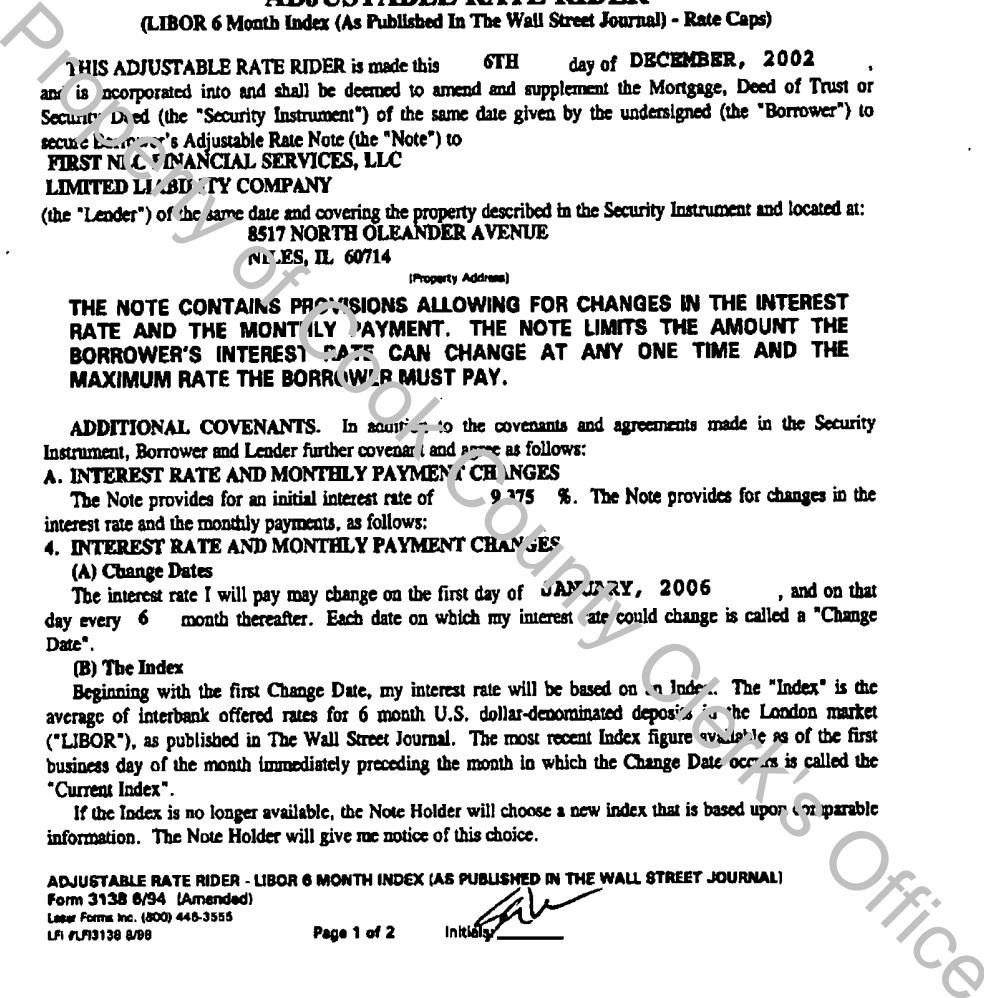 ADJUSTABLE RATE RIDER
(LIBOR 6 Month Index (As Published In The Wall Street Journal) - Rate Caps)
THIS ADJUSTABLE RATE RIDER is made this 6TH day of DECEMBER, 2002 ,
and is incorporated into and shall be deemed to amend and supplement the Mortgage, Deed of Trust or
Security Deed (the "Security Instrument") of the same date given by the undersigned (the "Borrower") to
secure Borrower's Adjustable Rate Note (the "Note") to
FIRST NLC FINANCIAL SERVICES, LLC
LIMITED LIABILITY COMPANY
(the "Lender") of the same date and covering the property described in the Security Instrument and located at:
8517 NORTH OLEANDER AVENUE
NILES, IL 60714
[Property Address]
THE NOTE CONTAINS PROVISIONS ALLOWING FOR CHANGES IN THE INTEREST
RATE AND THE MONTHLY PAYMENT. THE NOTE LIMITS THE AMOUNT THE
BORROWER'S INTEREST RATE CAN CHANGE AT ANY ONE TIME AND THE
MAXIMUM RATE THE BORROWER MUST PAY.
ADDITIONAL COVENANTS. In addition to the covenants and agreements made in the Security
Instrument, Borrower and Lender further covenant and agree as follows:
A. INTEREST RATE AND MONTHLY PAYMENT CHANGES
The Note provides for an initial interest rate of 9.375 %. The Note provides for changes in the
interest rate and the monthly payments, as follows:
4. INTEREST RATE AND MONTHLY PAYMENT CHANGES
(A) Change Dates
The interest rate I will pay may change on the first day of JANUARY, 2006 , and on that
day every 6 month thereafter. Each date on which my interest rate could change is called a "Change
Date".
(B) The Index
Beginning with the first Change Date, my interest rate will be based on an Index. The "Index" is the
average of interbank offered rates for 6 month U.S. dollar-denominated deposits in the London market
("LIBOR"), as published in The Wall Street Journal. The most recent Index figure available as of the first
business day of the month immediately preceding the month in which the Change Date occurs is called the
"Current Index".
If the Index is no longer available, the Note Holder will choose a new index that is based upon comparable
information. The Note Holder will give me notice of this choice.
ADJUSTABLE RATE RIDER - LIBOR 6 MONTH INDEX (AS PUBLISHED IN THE WALL STREET JOURNAL)
Form 3138 6/94 (Amended)
Laser Forms Inc. (800) 446-3555
LFI #LFI3138 8/98
Page 1 of 2 Initials:
Property of Cook County Clerk's Office